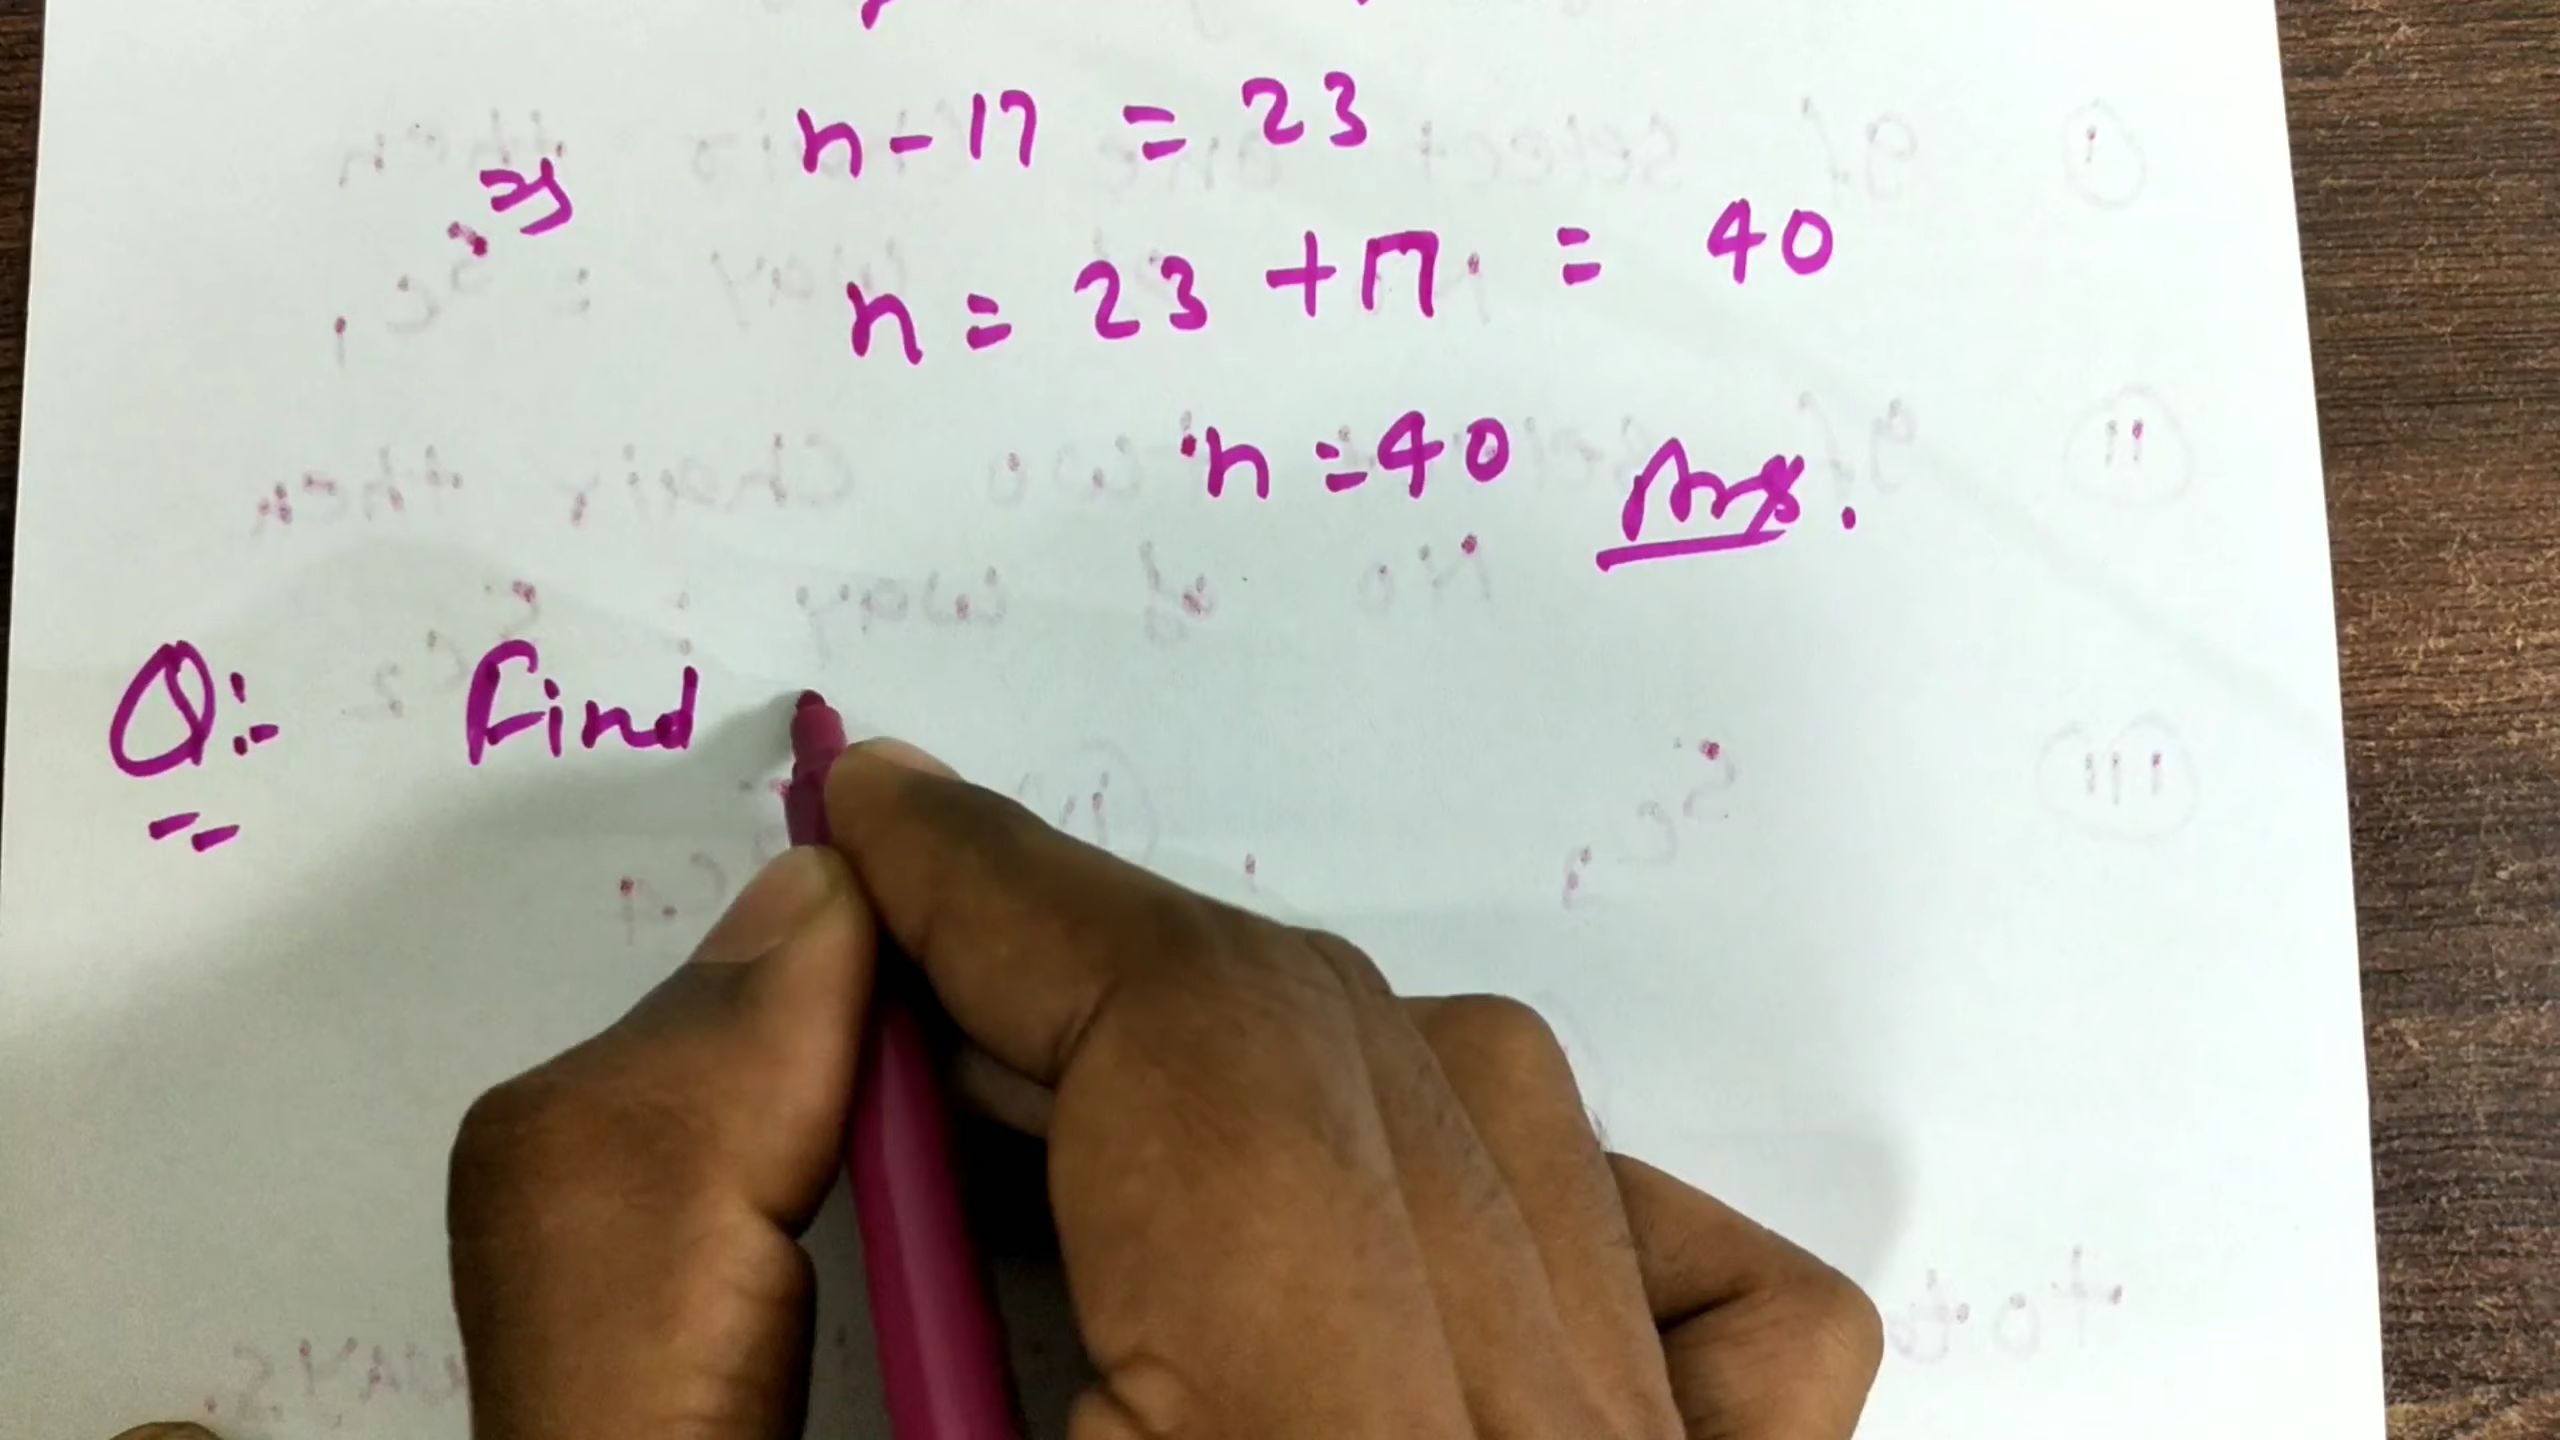 n - 17 = 23
⇒ n = 23 + 17 = 40
n = 40 Ans.
Q:- Find